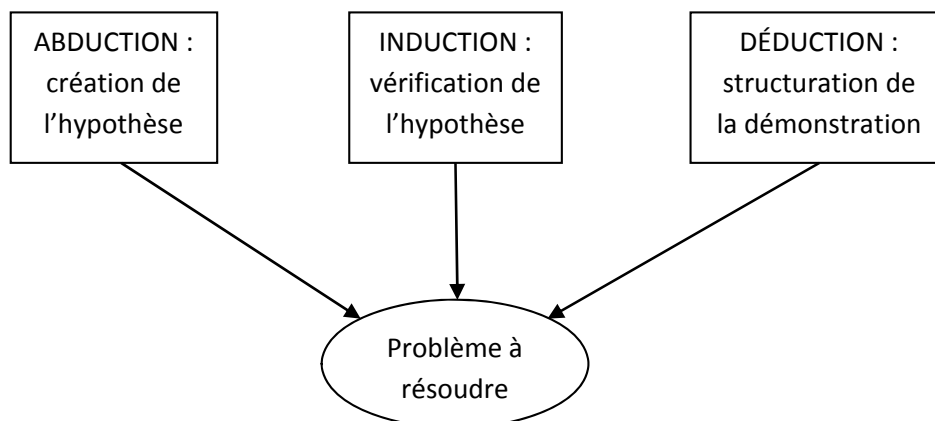 ABDUCTION :
création de
l’hypothèse
INDUCTION :
vérification de
l’hypothèse
DÉDUCTION :
structuration de
la démonstration
Problème à
résoudre